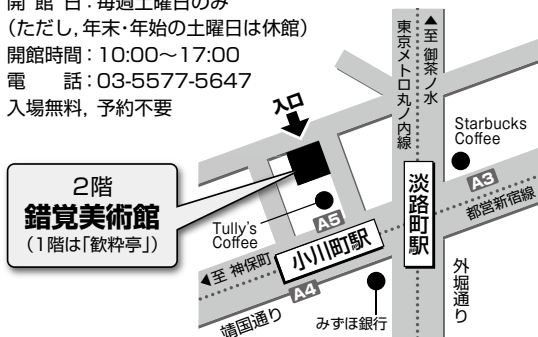 開館日：毎週土曜日のみ
（ただし，年末・年始の土曜日は休館）
開館時間：10:00～17:00
電　話：03-5577-5647
入場無料，予約不要
入口
2階
錯覚美術館
（1階は「歓粋亭」）
Tully's
Coffee
A5
小川町駅
◀至 神保町
A4
靖国通り
みずほ銀行
東京メトロ丸ノ内線
▲至 御茶ノ水
Starbucks
Coffee
A3
都営新宿線
淡路町駅
外堀通り